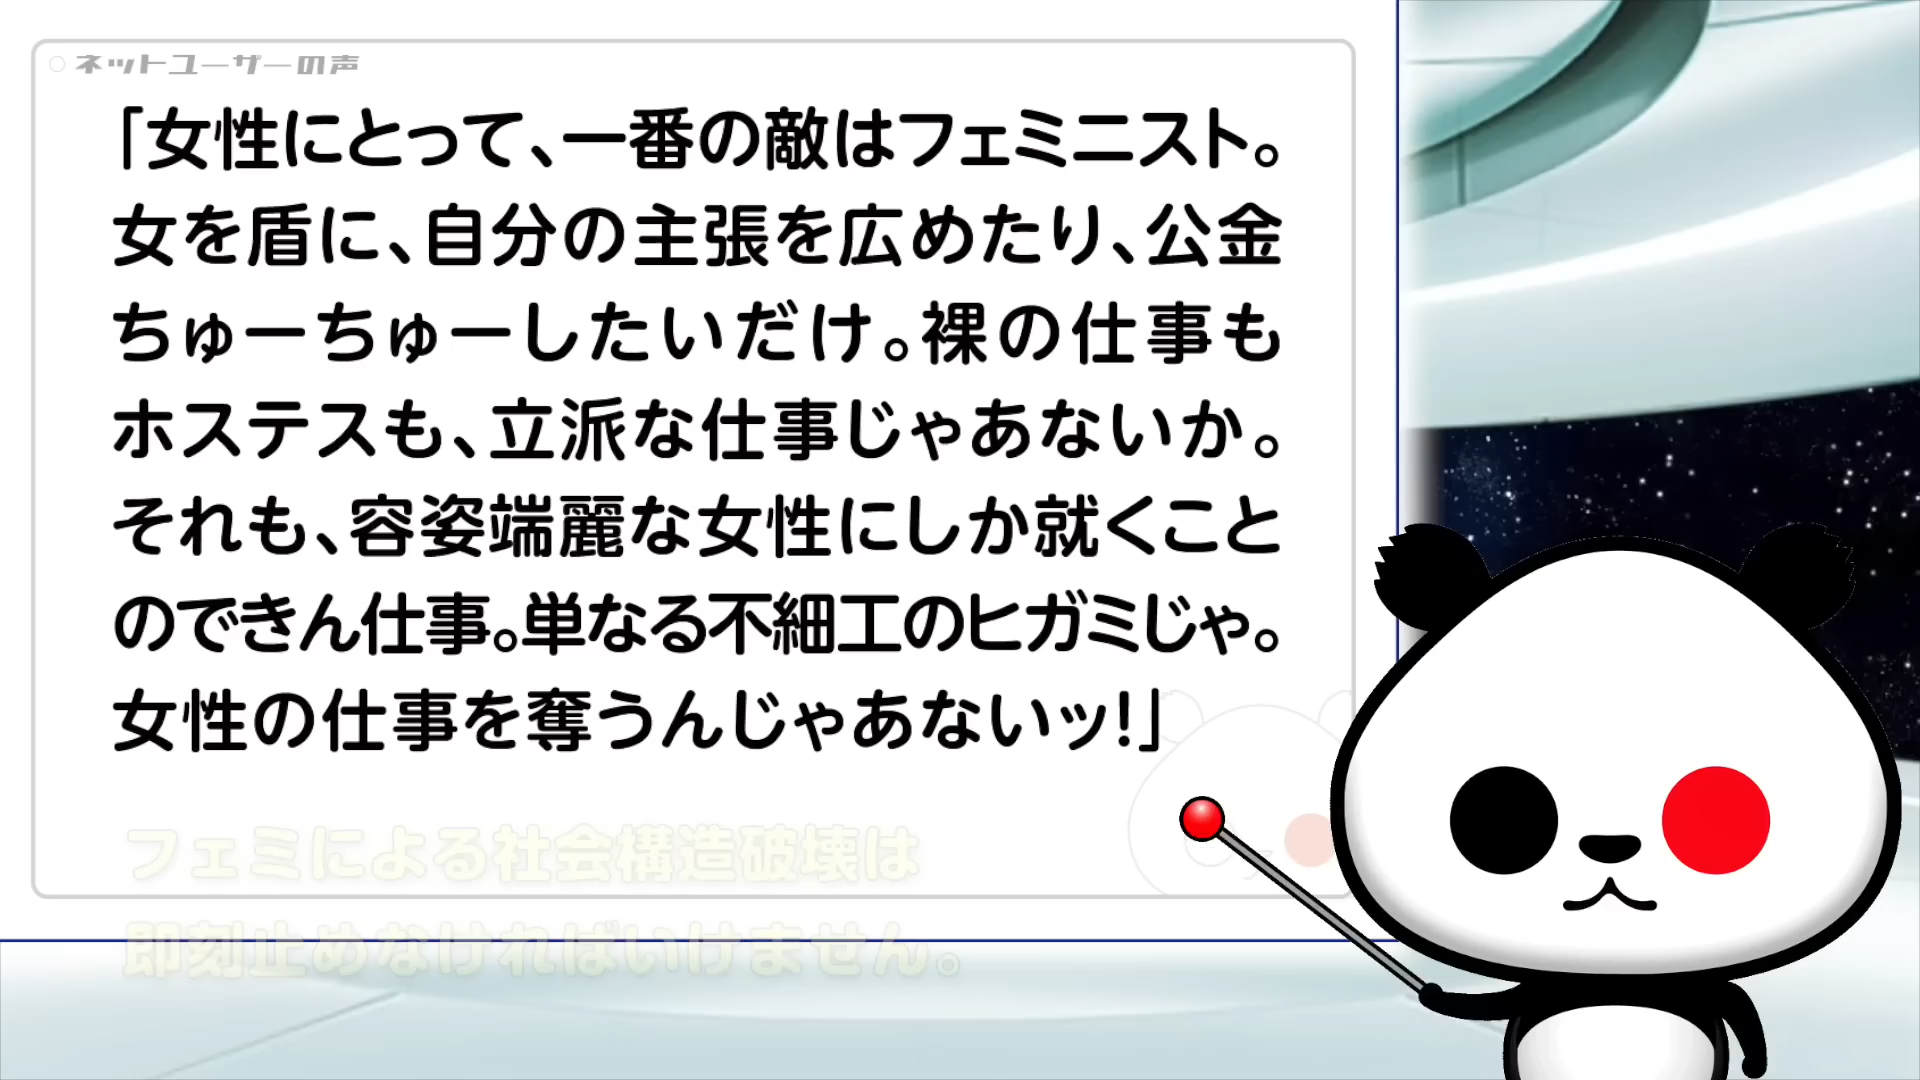 ネットユーザーの声
「女性にとって、一番の敵はフェミニスト。
女を盾に、自分の主張を広めたり、公金
ちゅーちゅーしたいだけ。裸の仕事も
ホステスも、立派な仕事じゃあないか。
それも、容姿端麗な女性にしか就くこと
のできん仕事。単なる不細工のヒガミじゃ。
女性の仕事を奪うんじゃあないッ!」
フェミによる社会構造破壊は
即刻止めなければいけません。